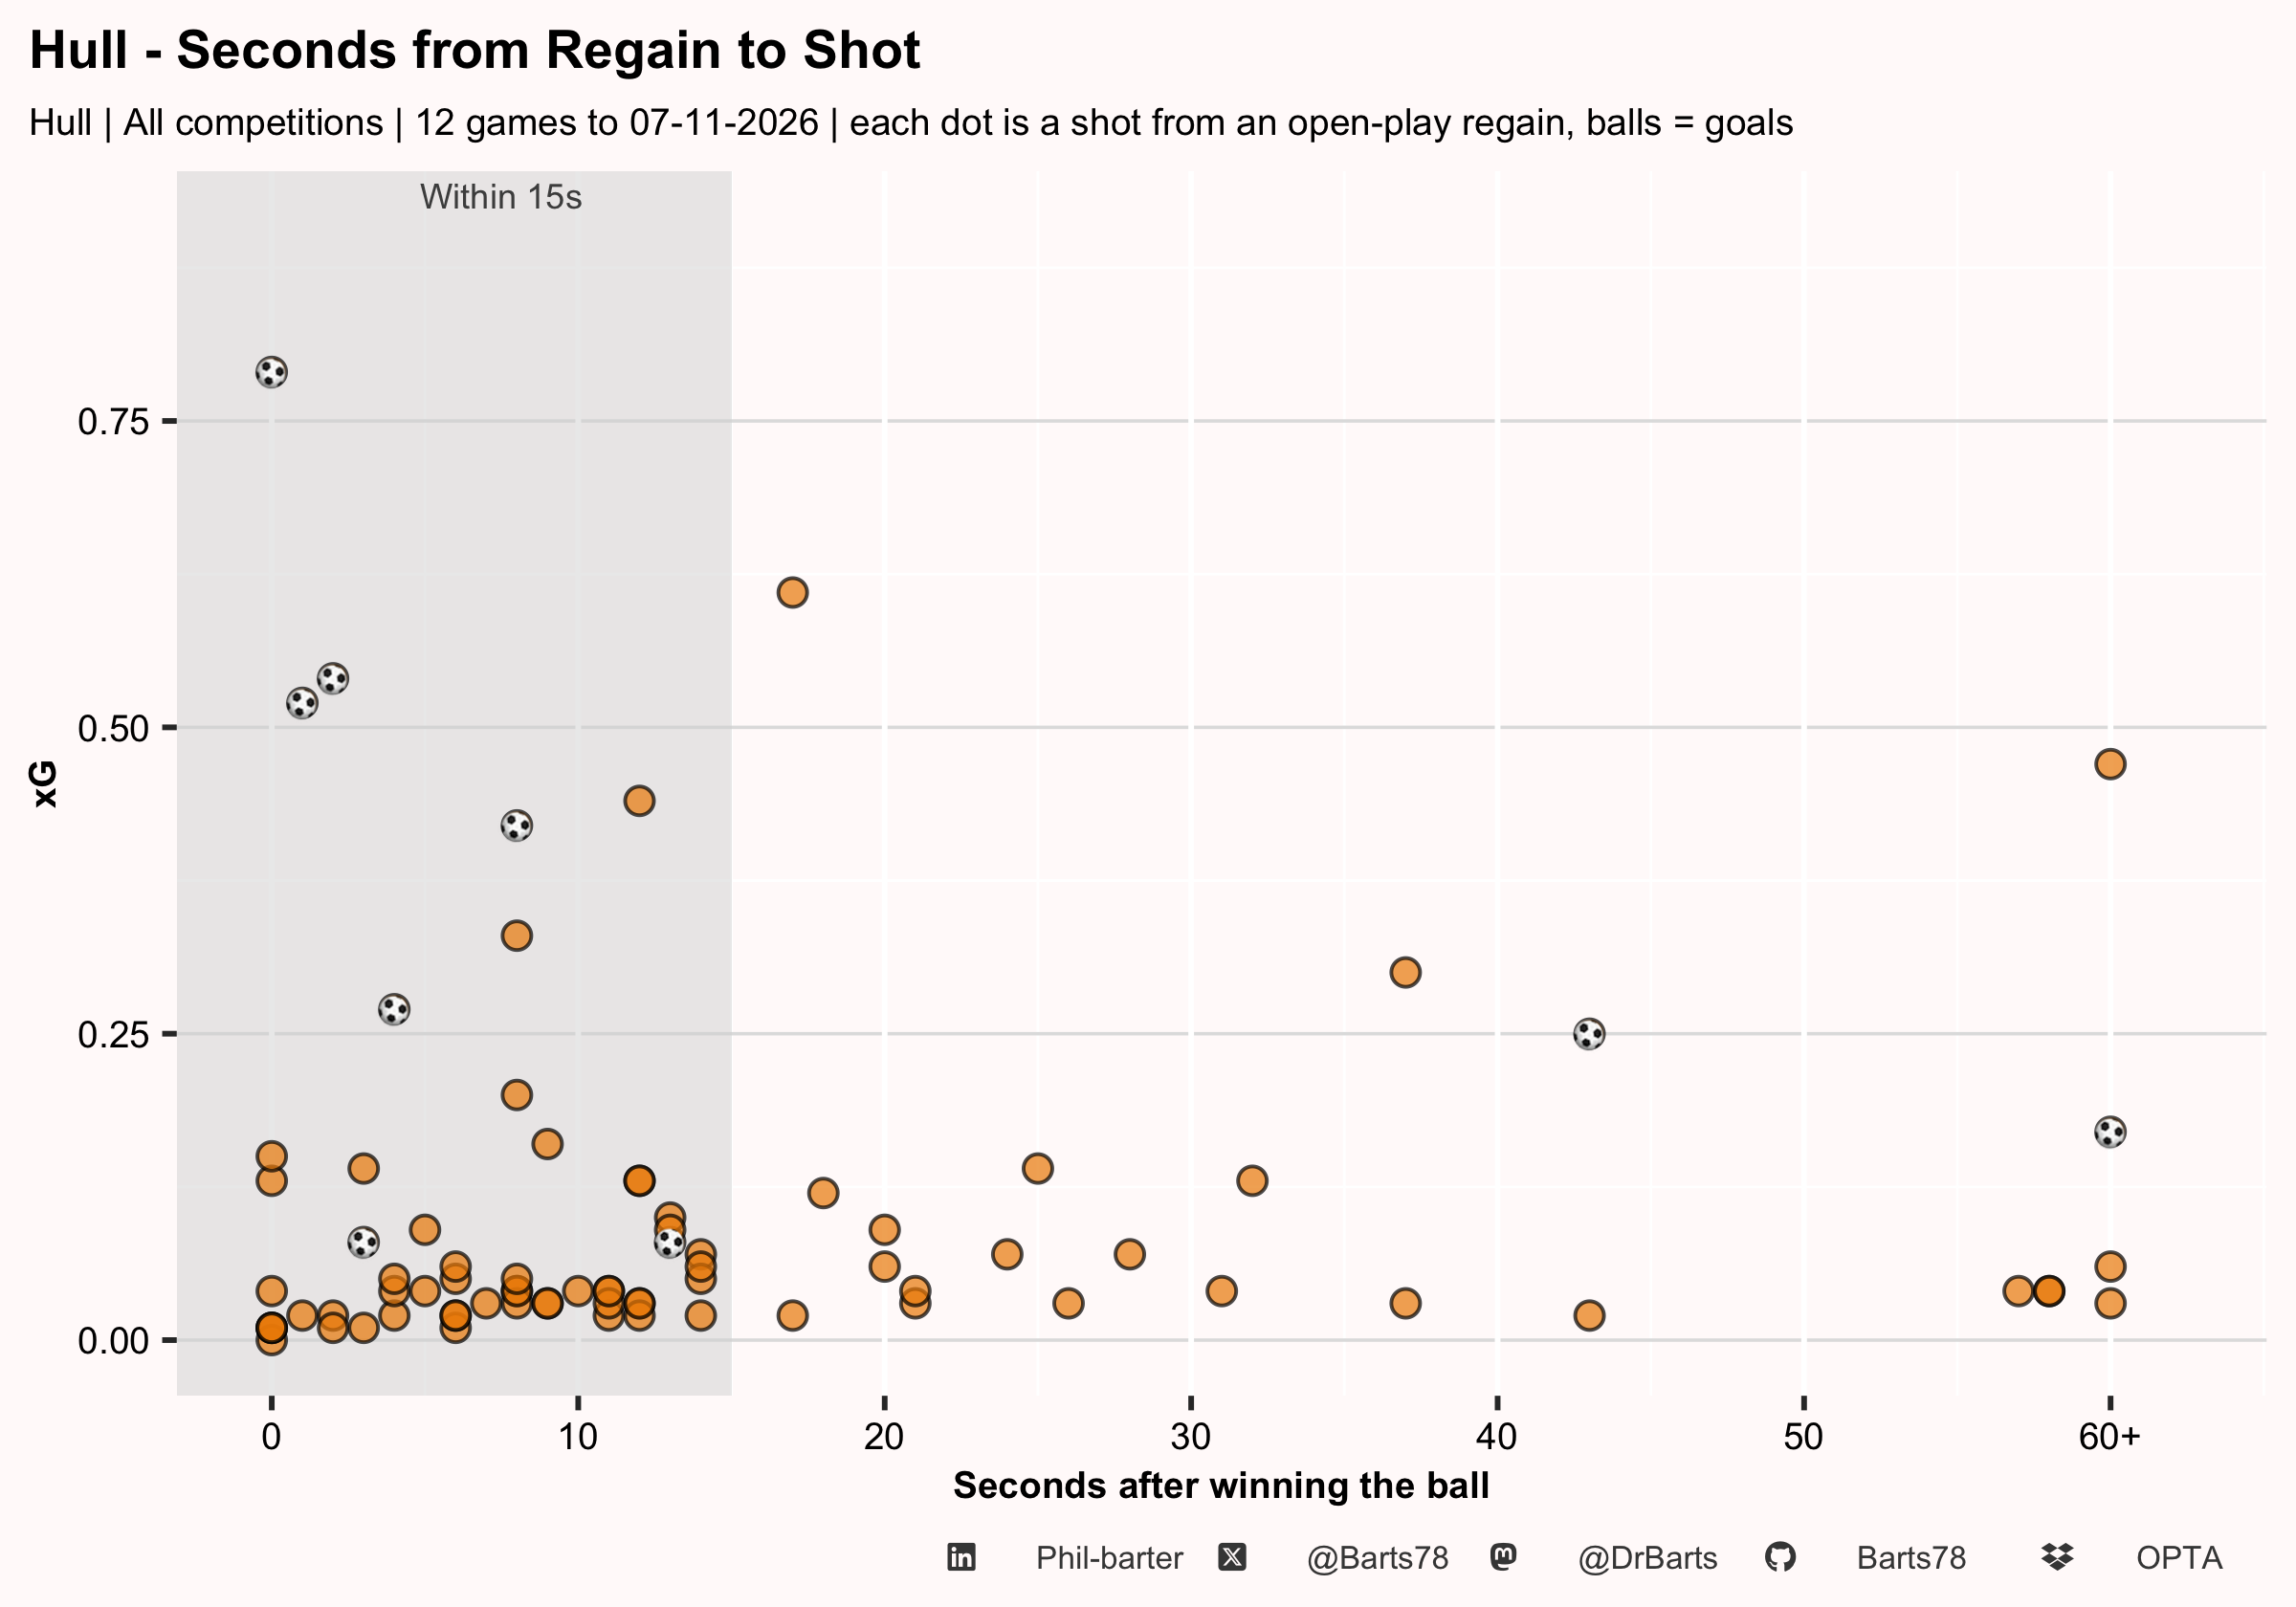 Hull - Seconds from Regain to Shot
Hull | All competitions | 12 games to 07-11-2026 | each dot is a shot from an open-play regain, balls = goals
Within 15s
0.75
0.50
0.25
0.00
xG
0 10 20 30 40 50 60+
Seconds after winning the ball
Phil-barter @Barts78 @DrBarts Barts78 OPTA